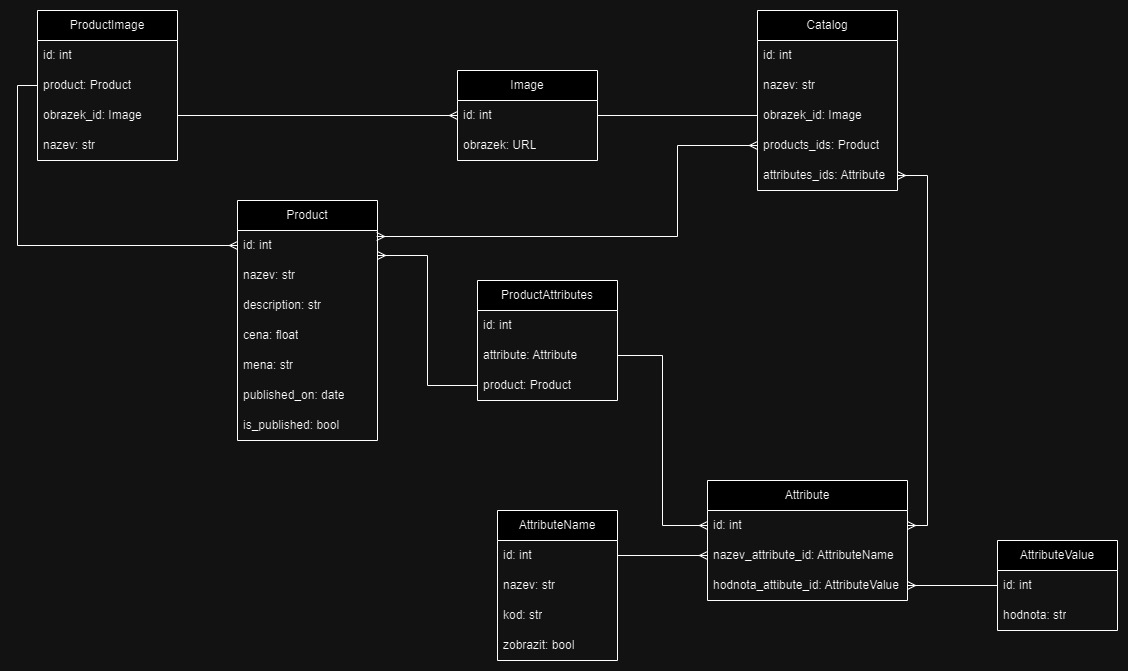 ProductImage
id: int
product: Product
obrazek_id: Image
nazev: str
Image
id: int
obrazek: URL
Catalog
id: int
nazev: str
obrazek_id: Image
products_ids: Product
attributes_ids: Attribute
Product
id: int
nazev: str
description: str
cena: float
mena: str
published_on: date
is_published: bool
ProductAttributes
id: int
attribute: Attribute
product: Product
AttributeName
id: int
nazev: str
kod: str
zobrazit: bool
Attribute
id: int
nazev_attribute_id: AttributeName
hodnota_attibute_id: AttributeValue
AttributeValue
id: int
hodnota: str